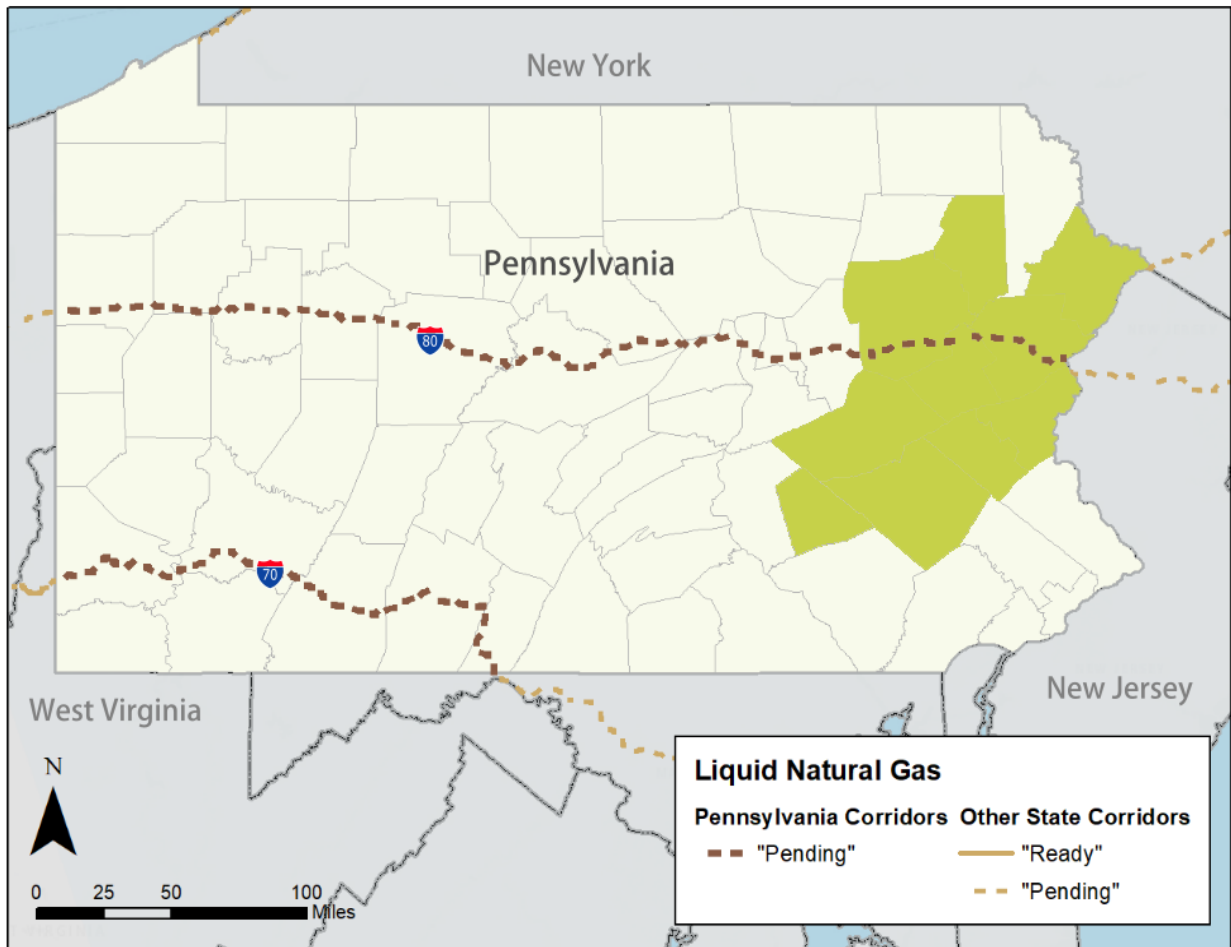 New York
Pennsylvania
80
70
West Virginia
New Jersey
N
0 25 50 100
Miles
Liquid Natural Gas
Pennsylvania Corridors Other State Corridors
"Pending" "Ready"
"Pending"